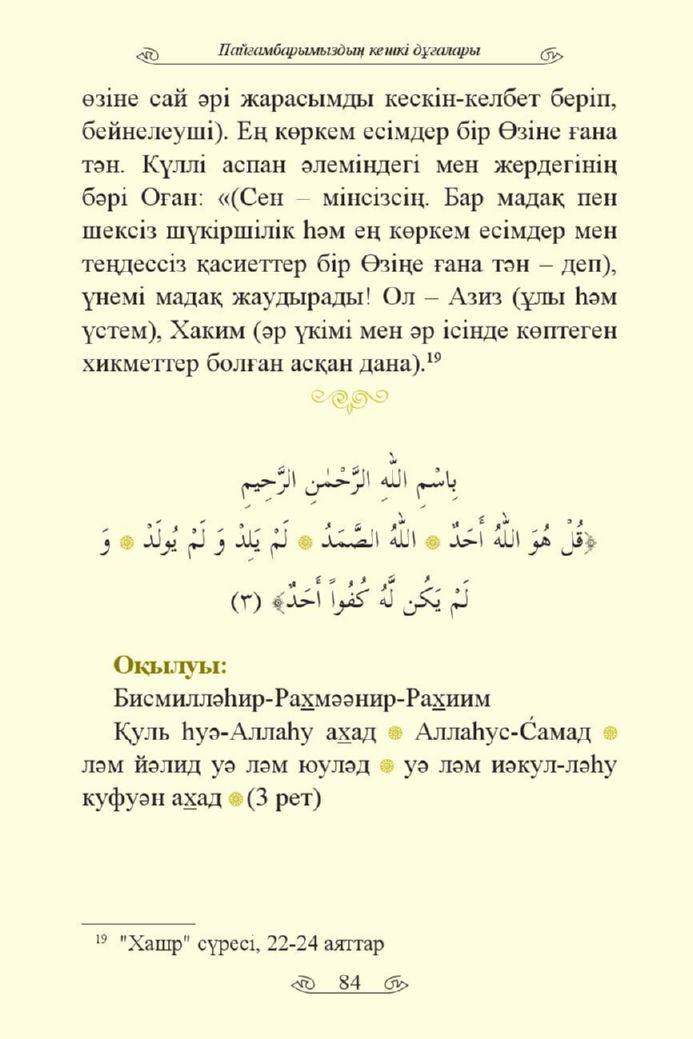 Пайғамбарымыздың кешкі дұғалары
өзіне сай әрі жарасымды кескін-келбет беріп,
бейнелеуші). Ең көркем есімдер бір Өзіне ғана
тән. Күллі аспан әлеміндегі мен жердегінің
бәрі Оған: «(Сен – мінсізсің. Бар мадақ пен
шексіз шүкіршілік һәм ең көркем есімдер мен
теңдессіз қасиеттер бір Өзіңе ғана тән – деп),
үнемі мадақ жаудырады! Ол – Азиз (ұлы һәм
үстем), Хаким (әр үкімі мен әр ісінде көптеген
хикметтер болған асқан дана).¹⁹
بِاسْمِ اللهِ الرَّحْمٰنِ الرَّحِيمِ
﴿قُلْ هُوَ اللهُ أَحَدٌ ۞ اللهُ الصَّمَدُ ۞ لَمْ يَلِدْ وَ لَمْ يُولَدْ ۞ وَ
لَمْ يَكُن لَّهُ كُفُواً أَحَدٌ﴾ (٣)
Оқылуы:
Бисмилләһир-Рахмәәнир-Рахиим
Қуль һуә-Аллаһу ахад ۞ Аллаһус-С́амад ۞
ләм йәлид уә ләм юуләд ۞ уә ләм иәкул-ләһу
куфуән ахад ۞ (3 рет)
¹⁹ "Хашр" сүресі, 22-24 аяттар
84